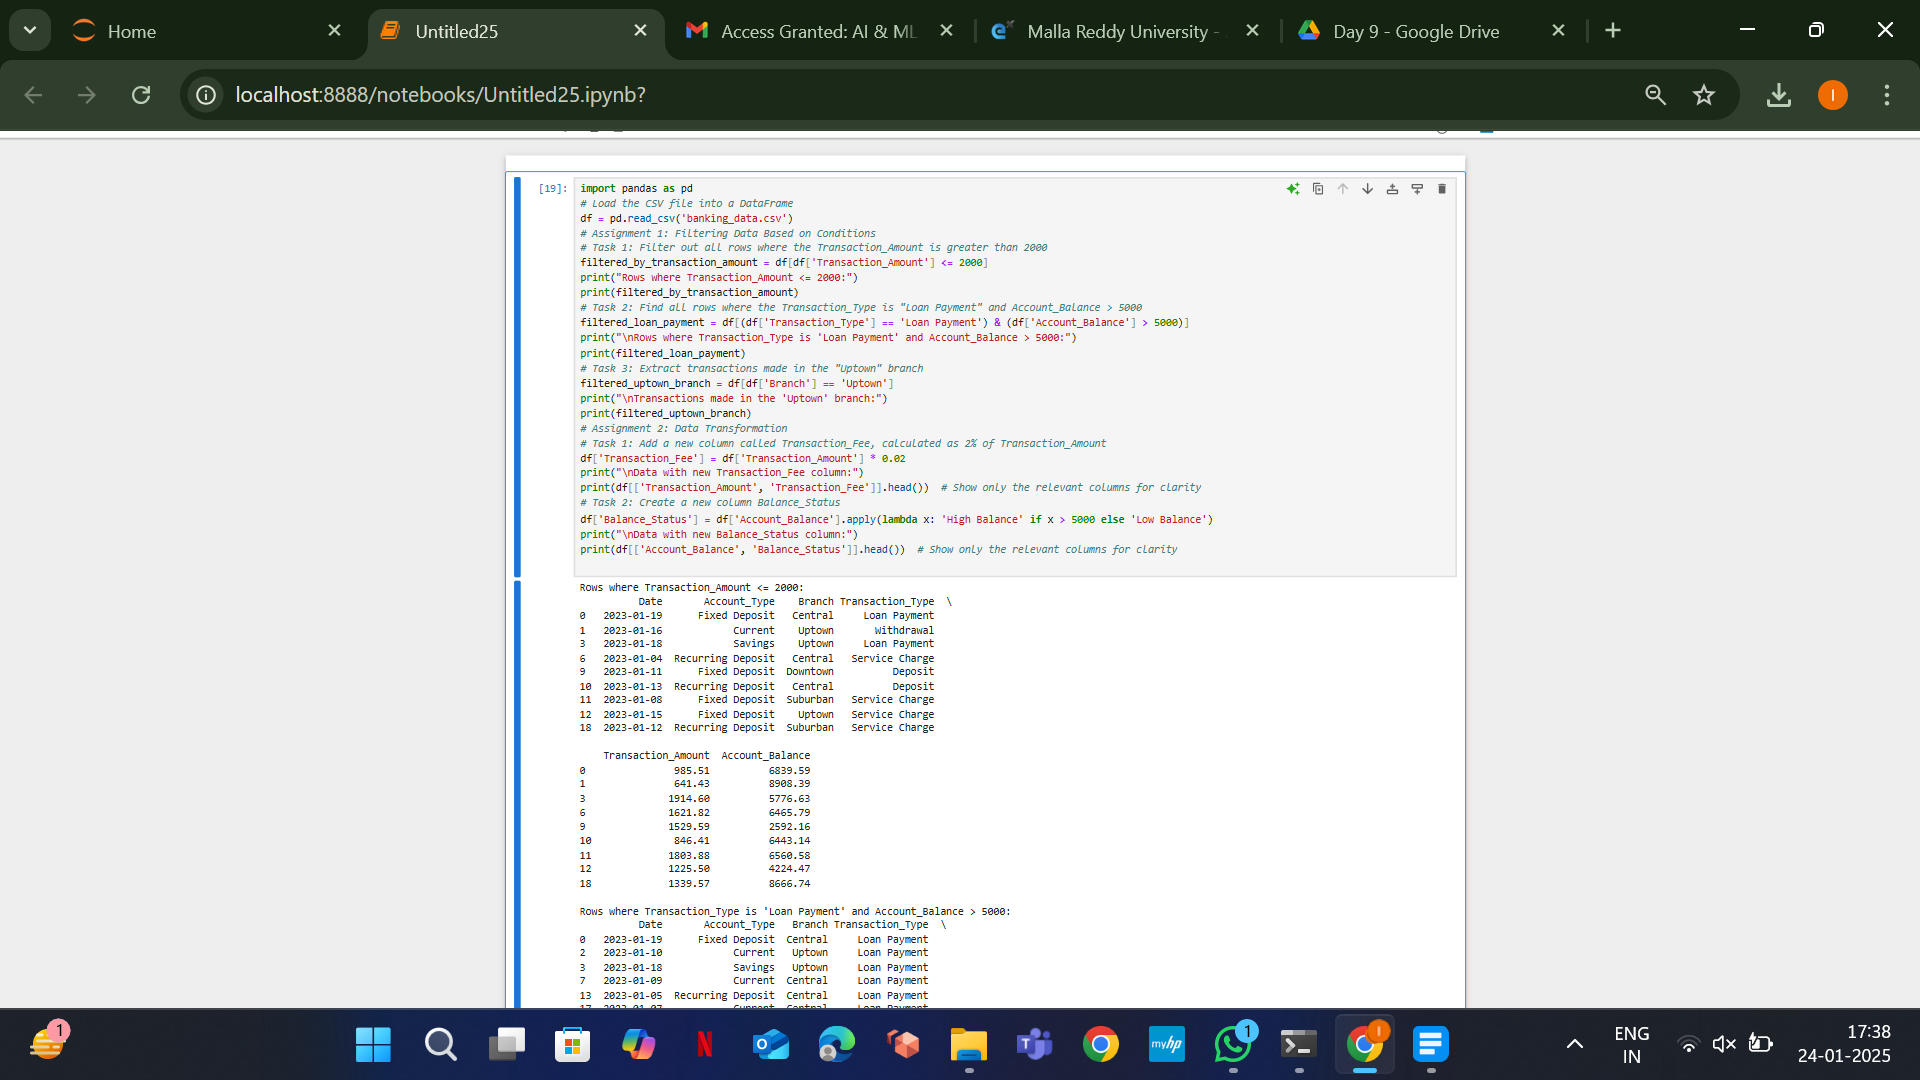 Home
Untitled25
Access Granted: AI & ML
Malla Reddy University -
Day 9 - Google Drive
localhost:8888/notebooks/Untitled25.ipynb?
I
[19]:
import pandas as pd
# Load the CSV file into a DataFrame
df = pd.read_csv('banking_data.csv')
# Assignment 1: Filtering Data Based on Conditions
# Task 1: Filter out all rows where the Transaction_Amount is greater than 2000
filtered_by_transaction_amount = df[df['Transaction_Amount'] <= 2000]
print("Rows where Transaction_Amount <= 2000:")
print(filtered_by_transaction_amount)
# Task 2: Find all rows where the Transaction_Type is "Loan Payment" and Account_Balance > 5000
filtered_loan_payment = df[(df['Transaction_Type'] == 'Loan Payment') & (df['Account_Balance'] > 5000)]
print("\nRows where Transaction_Type is 'Loan Payment' and Account_Balance > 5000:")
print(filtered_loan_payment)
# Task 3: Extract transactions made in the "Uptown" branch
filtered_uptown_branch = df[df['Branch'] == 'Uptown']
print("\nTransactions made in the 'Uptown' branch:")
print(filtered_uptown_branch)
# Assignment 2: Data Transformation
# Task 1: Add a new column called Transaction_Fee, calculated as 2% of Transaction_Amount
df['Transaction_Fee'] = df['Transaction_Amount'] * 0.02
print("\nData with new Transaction_Fee column:")
print(df[['Transaction_Amount', 'Transaction_Fee']].head())  # Show only the relevant columns for clarity
# Task 2: Create a new column Balance_Status
df['Balance_Status'] = df['Account_Balance'].apply(lambda x: 'High Balance' if x > 5000 else 'Low Balance')
print("\nData with new Balance_Status column:")
print(df[['Account_Balance', 'Balance_Status']].head())  # Show only the relevant columns for clarity
Rows where Transaction_Amount <= 2000:
Date Account_Type Branch Transaction_Type \
0 2023-01-19 Fixed Deposit Central Loan Payment
1 2023-01-16 Current Uptown Withdrawal
3 2023-01-18 Savings Uptown Loan Payment
6 2023-01-04 Recurring Deposit Central Service Charge
9 2023-01-11 Fixed Deposit Downtown Deposit
10 2023-01-13 Recurring Deposit Central Deposit
11 2023-01-08 Fixed Deposit Suburban Service Charge
12 2023-01-15 Fixed Deposit Uptown Service Charge
18 2023-01-12 Recurring Deposit Suburban Service Charge
Transaction_Amount Account_Balance
0 985.51 6839.59
1 641.43 8908.39
3 1914.60 5776.63
6 1621.82 6465.79
9 1529.59 2592.16
10 846.41 6443.14
11 1803.88 6560.58
12 1225.50 4224.47
18 1339.57 8666.74
Rows where Transaction_Type is 'Loan Payment' and Account_Balance > 5000:
Date Account_Type Branch Transaction_Type \
0 2023-01-19 Fixed Deposit Central Loan Payment
2 2023-01-10 Current Uptown Loan Payment
3 2023-01-18 Savings Uptown Loan Payment
7 2023-01-09 Current Central Loan Payment
13 2023-01-05 Recurring Deposit Central Loan Payment
1
N
myhp
1
I
ENG
IN
17:38
24-01-2025